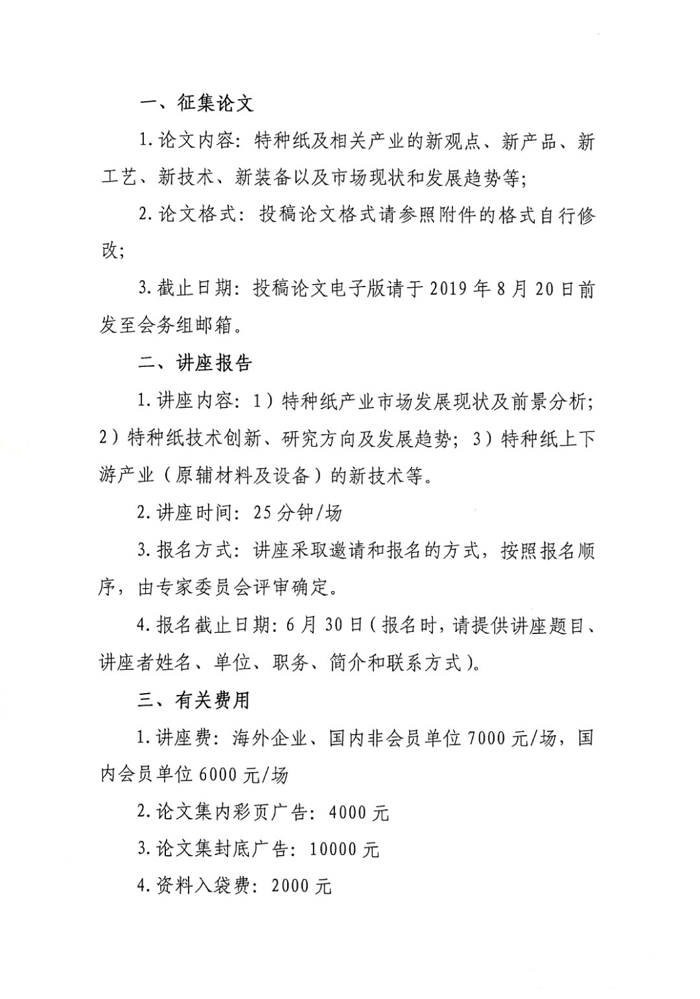 一、征集论文
1.论文内容：特种纸及相关产业的新观点、新产品、新
工艺、新技术、新装备以及市场现状和发展趋势等；
2.论文格式：投稿论文格式请参照附件的格式自行修
改；
3.截止日期：投稿论文电子版请于 2019 年 8 月 20 日前
发至会务组邮箱。
二、讲座报告
1.讲座内容：1）特种纸产业市场发展现状及前景分析；
2）特种纸技术创新、研究方向及发展趋势；3）特种纸上下
游产业（原辅材料及设备）的新技术等。
2.讲座时间：25 分钟/场
3.报名方式：讲座采取邀请和报名的方式，按照报名顺
序，由专家委员会评审确定。
4.报名截止日期：6 月 30 日（报名时，请提供讲座题目、
讲座者姓名、单位、职务、简介和联系方式）。
三、有关费用
1.讲座费：海外企业、国内非会员单位 7000 元/场，国
内会员单位 6000 元/场
2.论文集内彩页广告：4000 元
3.论文集封底广告：10000 元
4.资料入袋费：2000 元